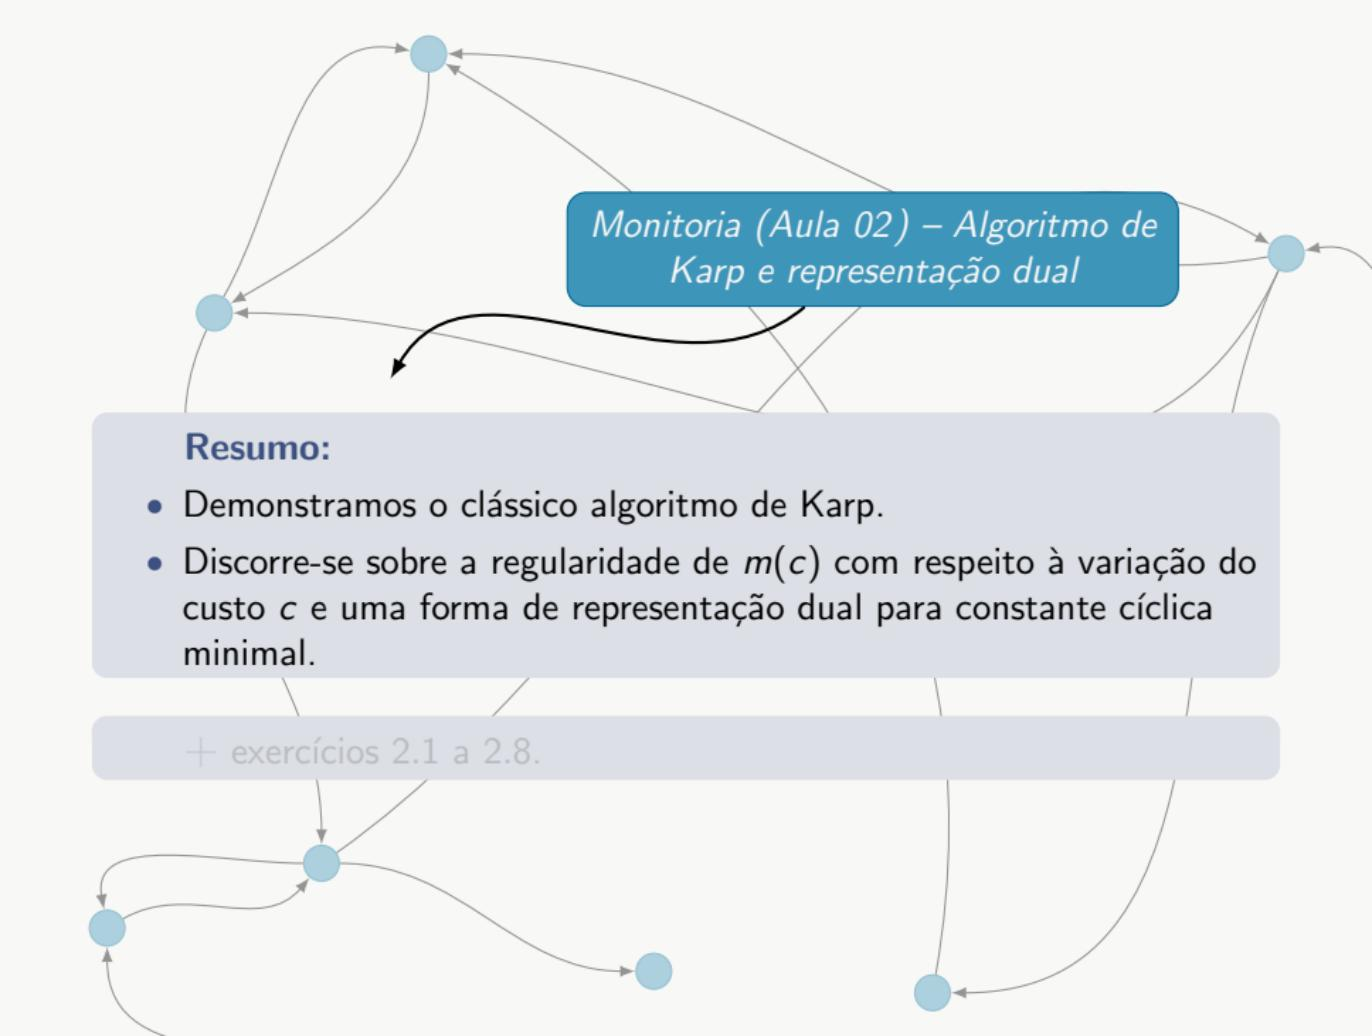 Monitoria (Aula 02) – Algoritmo de
Karp e representação dual
Resumo:
• Demonstramos o clássico algoritmo de Karp.
• Discorre-se sobre a regularidade de m(c) com respeito à variação do
custo c e uma forma de representação dual para constante cíclica
minimal.
+ exercícios 2.1 a 2.8.